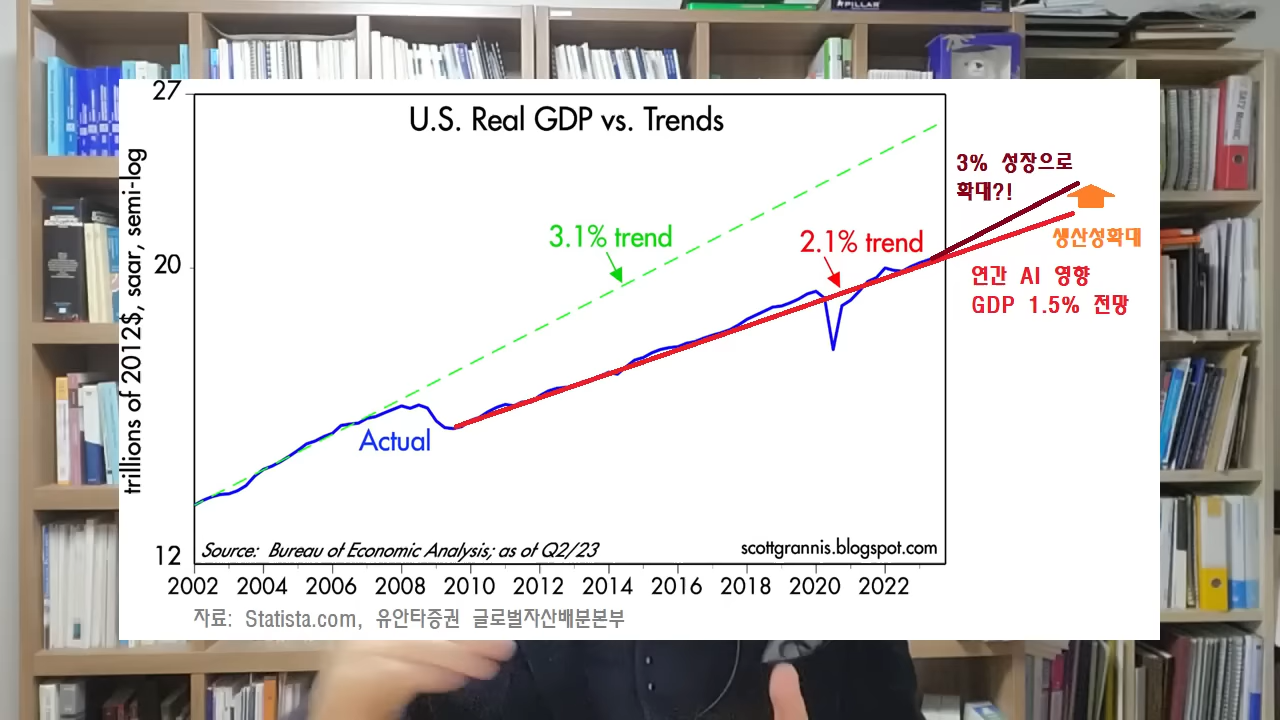 PILLAR
SAT2
27
U.S. Real GDP vs. Trends
trillions of 2012$, saar, semi-log
3% 성장으로
확대?!
3.1% trend
2.1% trend
생산성확대
20
연간 AI 영향
GDP 1.5% 전망
Actual
12
Source: Bureau of Economic Analysis; as of Q2/23
scottgrannis.blogspot.com
2002 2004 2006 2008 2010 2012 2014 2016 2018 2020 2022
자료: Statista.com, 유안타증권 글로벌자산배분본부